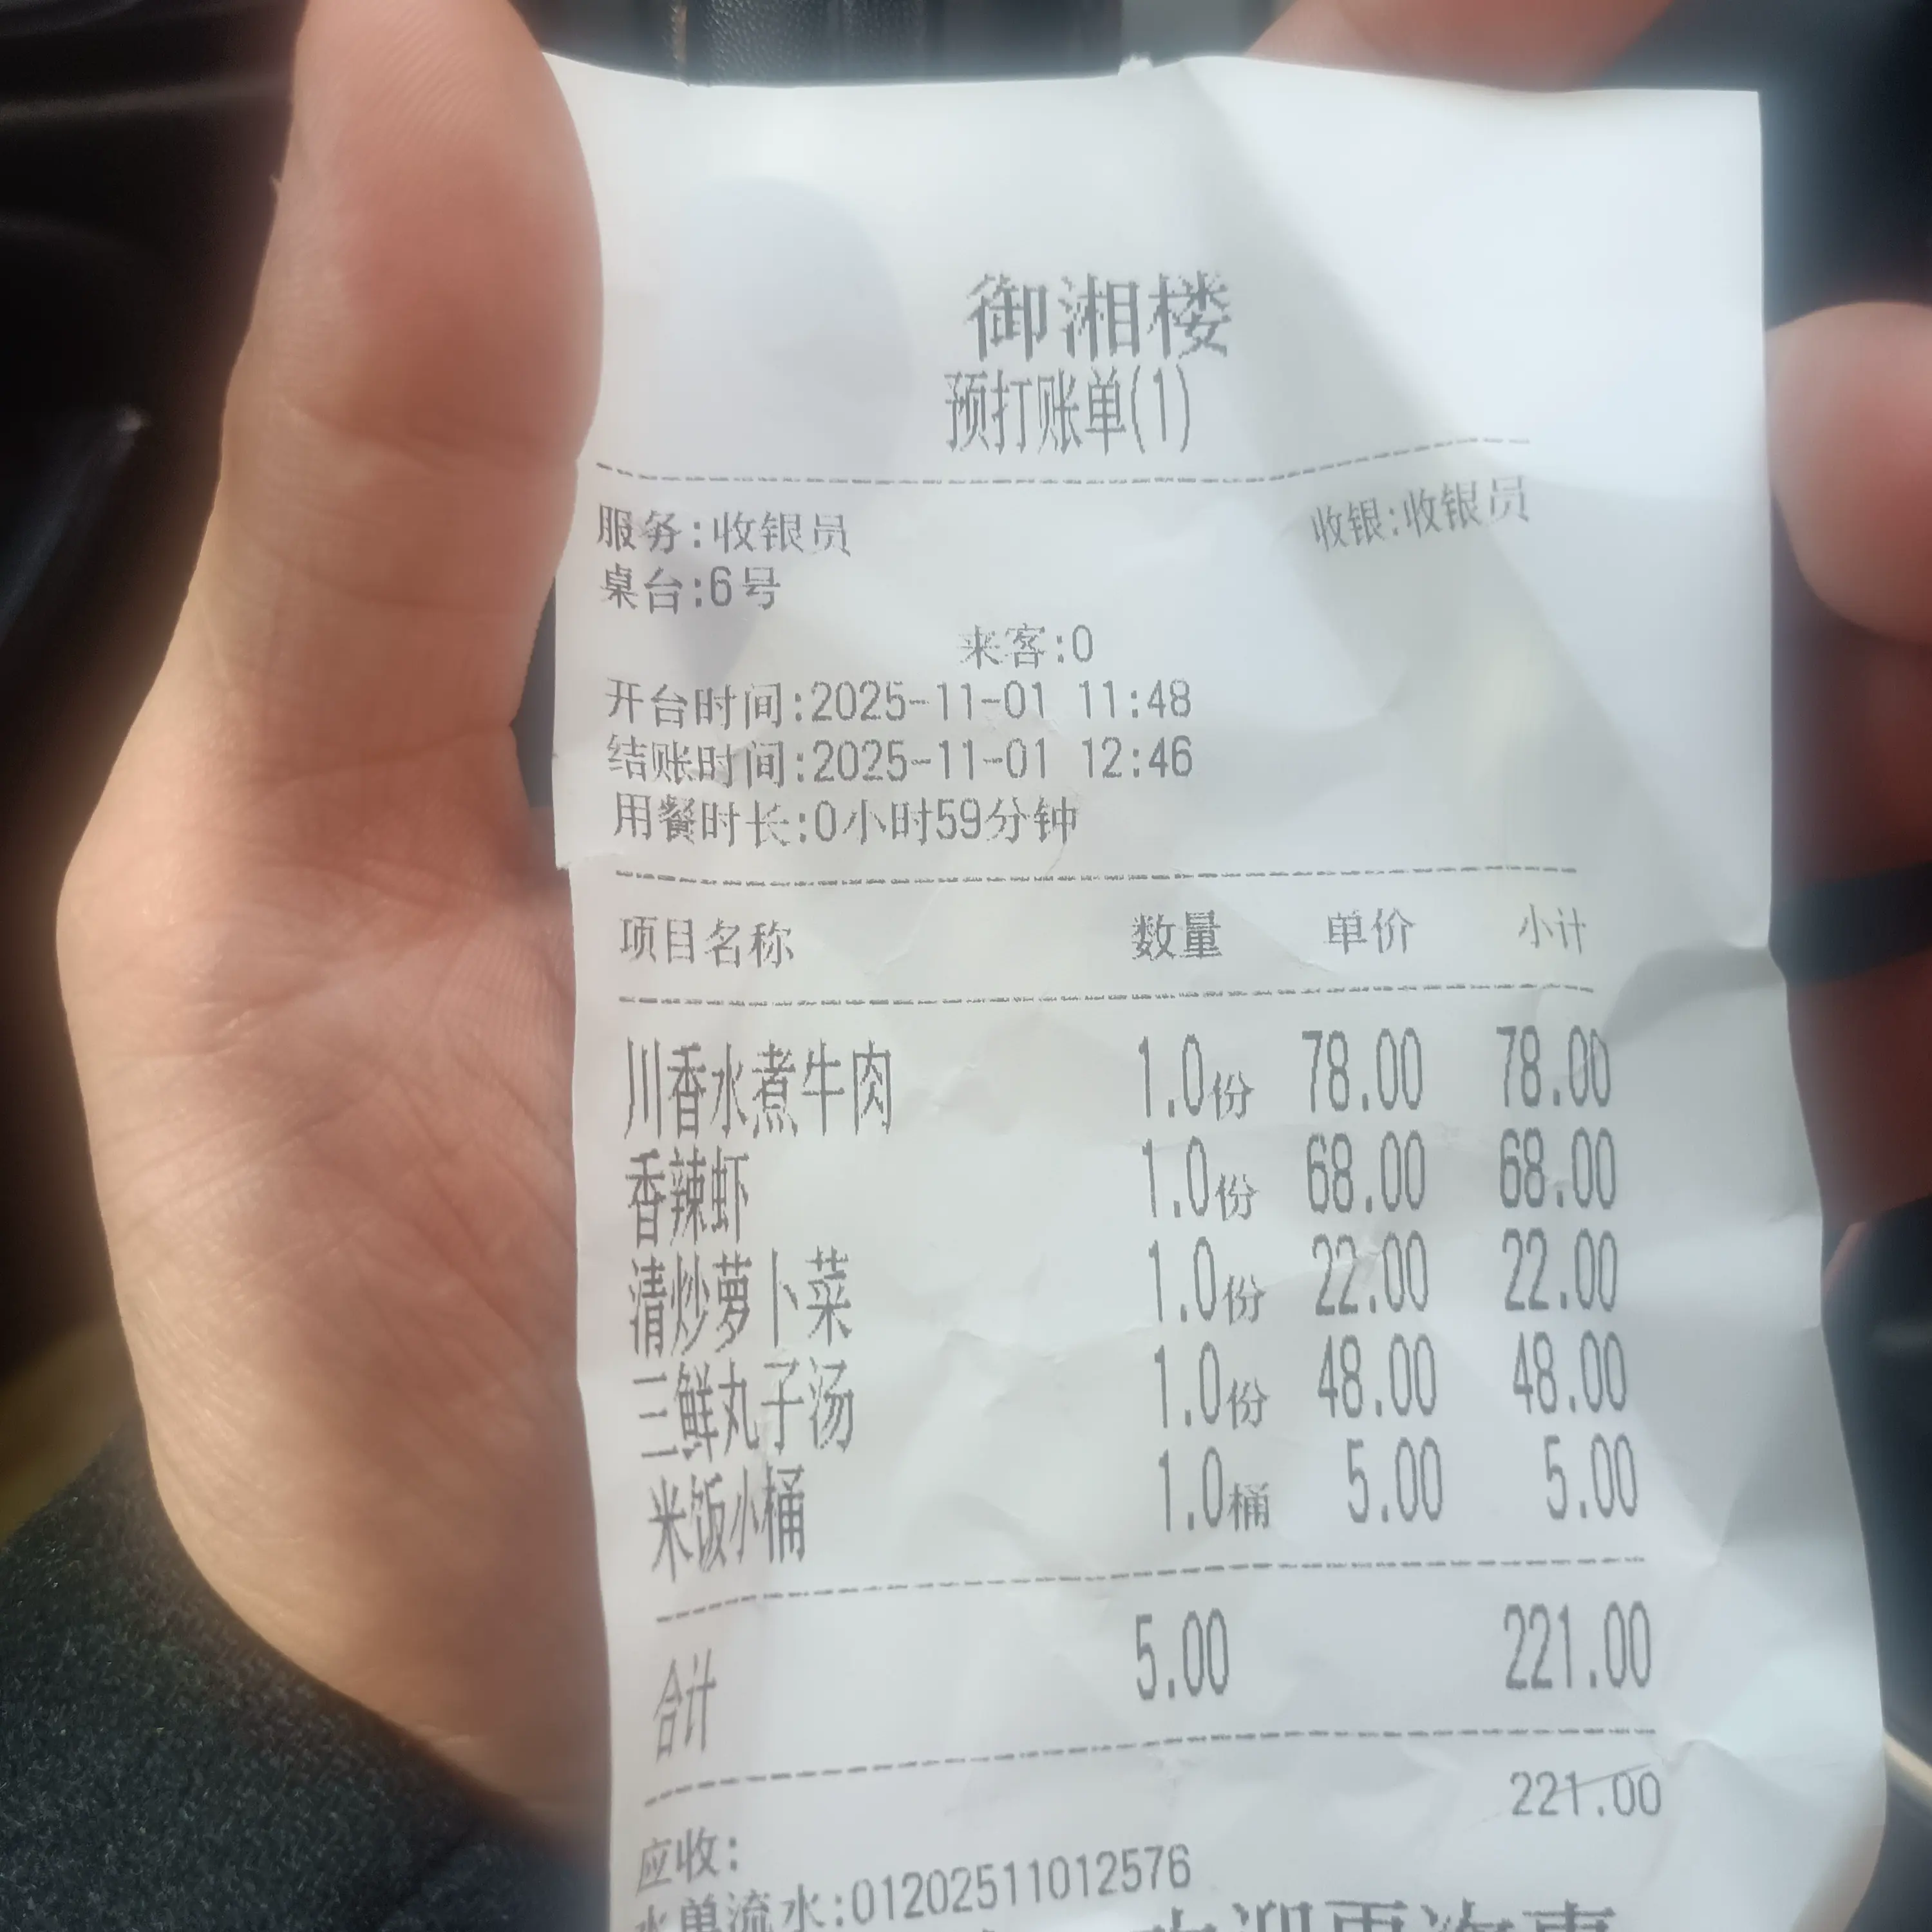 御湘楼
预打账单(1)
服务:收银员 收银:收银员
桌台:6号
来客:0
开台时间:2025-11-01 11:48
结账时间:2025-11-01 12:46
用餐时长:0小时59分钟
项目名称 数量 单价 小计
川香水煮牛肉 1.0份 78.00 78.00
香辣虾 1.0份 68.00 68.00
清炒萝卜菜 1.0份 22.00 22.00
三鲜丸子汤 1.0份 48.00 48.00
米饭小桶 1.0桶 5.00 5.00
合计 5.00 221.00
应收: 221.00
单流水:01202511012576